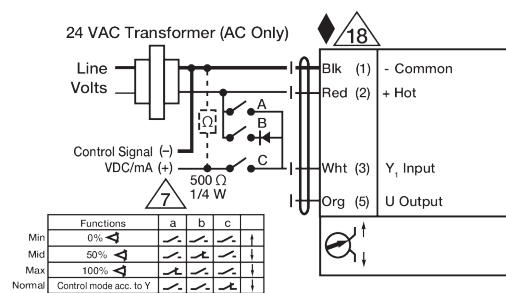 24 VAC Transformer (AC Only)
18
Line
Volts
Blk (1) - Common
Red (2) + Hot
A
B
C
Ω
Control Signal (–)
VDC/mA (+)
500 Ω
1/4 W
7
Wht (3) Y1 Input
Org (5) U Output
Functions a b c
Min 0%
Mid 50%
Max 100%
Normal Control mode acc. to Y